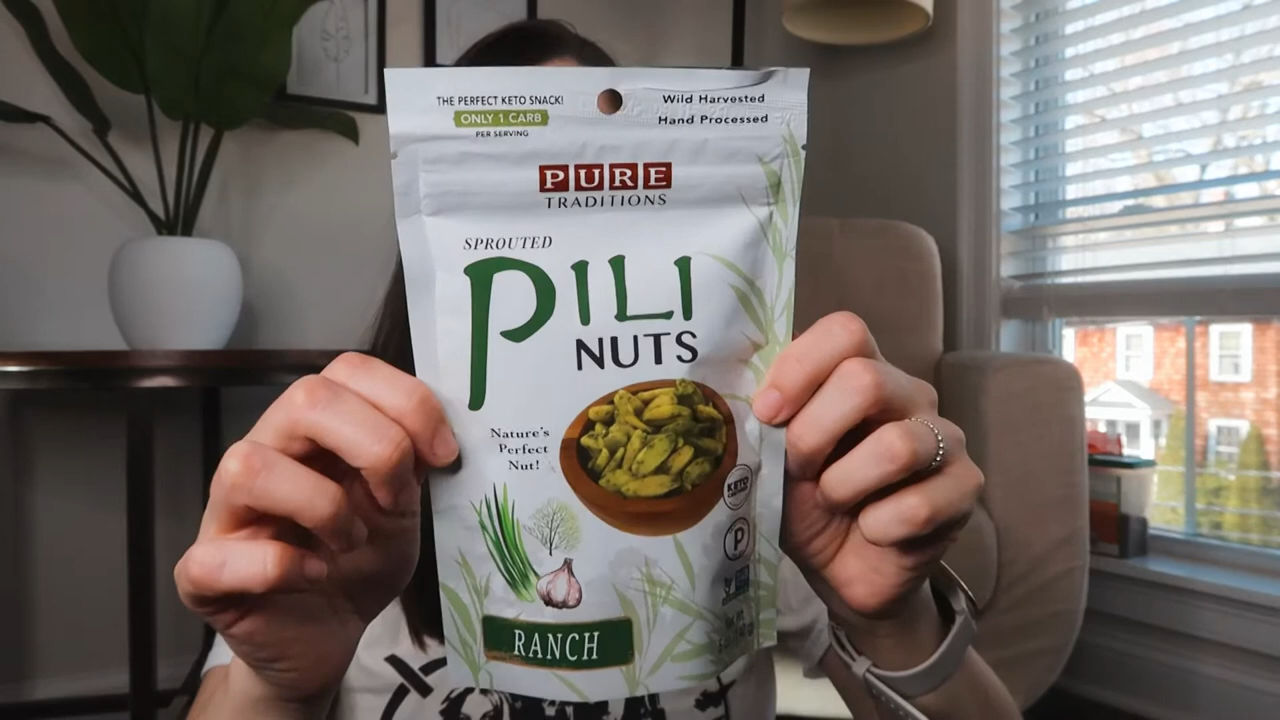 THE PERFECT KETO SNACK!
ONLY 1 CARB
PER SERVING
Wild Harvested
Hand Processed
PURE
TRADITIONS
SPROUTED
PILI
NUTS
Nature's
Perfect
Nut!
KETO
P
RANCH